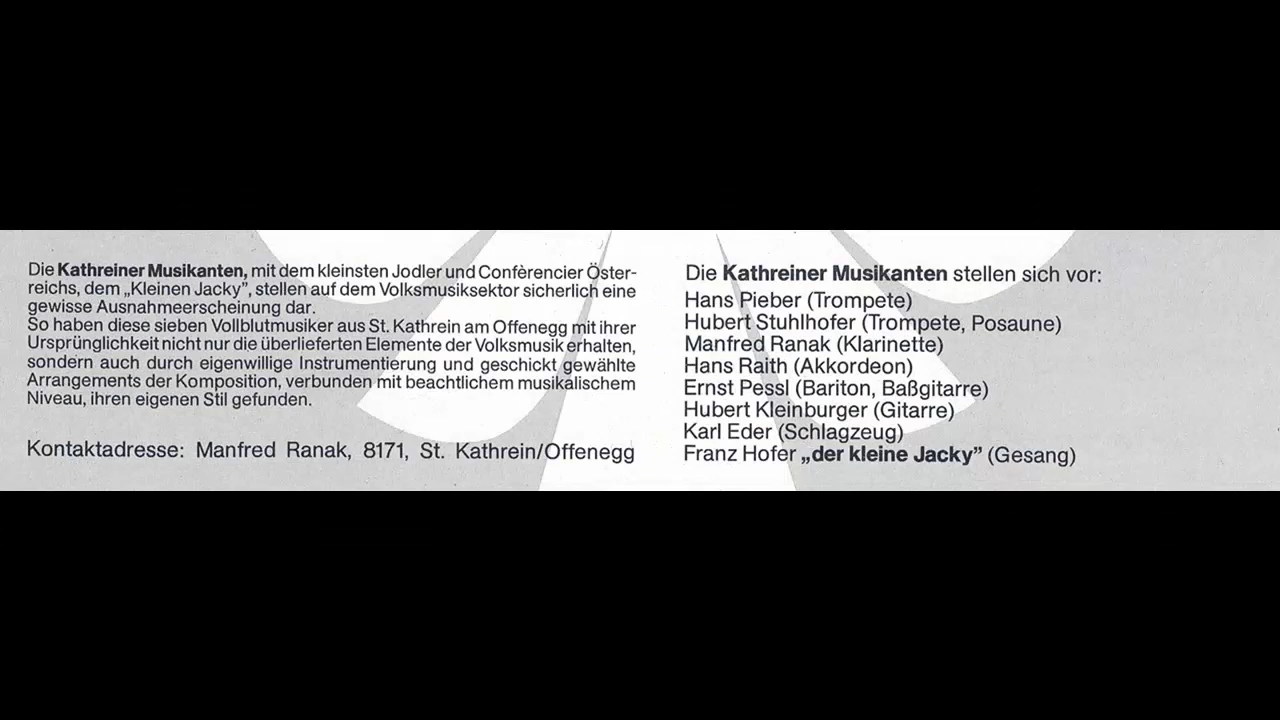 Die Kathreiner Musikanten, mit dem kleinsten Jodler und Confèrencier Öster-
reichs, dem „Kleinen Jacky”, stellen auf dem Volksmusiksektor sicherlich eine
gewisse Ausnahmeerscheinung dar.
So haben diese sieben Vollblutmusiker aus St. Kathrein am Offenegg mit ihrer
Ursprünglichkeit nicht nur die überlieferten Elemente der Volksmusik erhalten,
sondern auch durch eigenwillige Instrumentierung und geschickt gewählte
Arrangements der Komposition, verbunden mit beachtlichem musikalischem
Niveau, ihren eigenen Stil gefunden.
Kontaktadresse: Manfred Ranak, 8171, St. Kathrein/Offenegg
Die Kathreiner Musikanten stellen sich vor:
Hans Pieber (Trompete)
Hubert Stuhlhofer (Trompete, Posaune)
Manfred Ranak (Klarinette)
Hans Raith (Akkordeon)
Ernst Pessl (Bariton, Baßgitarre)
Hubert Kleinburger (Gitarre)
Karl Eder (Schlagzeug)
Franz Hofer „der kleine Jacky” (Gesang)